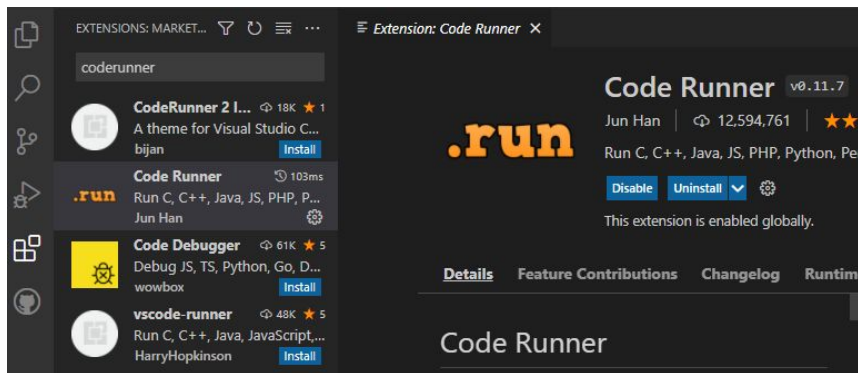 EXTENSIONS: MARKET...
coderunner
CodeRunner 2 l... 18K ★ 1
A theme for Visual Studio C...
bijan Install
.run
Code Runner 103ms
Run C, C++, Java, JS, PHP, P...
Jun Han
Code Debugger 61K ★ 5
Debug JS, TS, Python, Go, D...
wowbox Install
vscode-runner 48K ★ 5
Run C, C++, Java, JavaScript,...
HarryHopkinson Install
Extension: Code Runner ×
.run
Code Runner v0.11.7
Jun Han | 12,594,761 | ★★
Run C, C++, Java, JS, PHP, Python, Pe
Disable Uninstall
This extension is enabled globally.
Details Feature Contributions Changelog Runtim
Code Runner